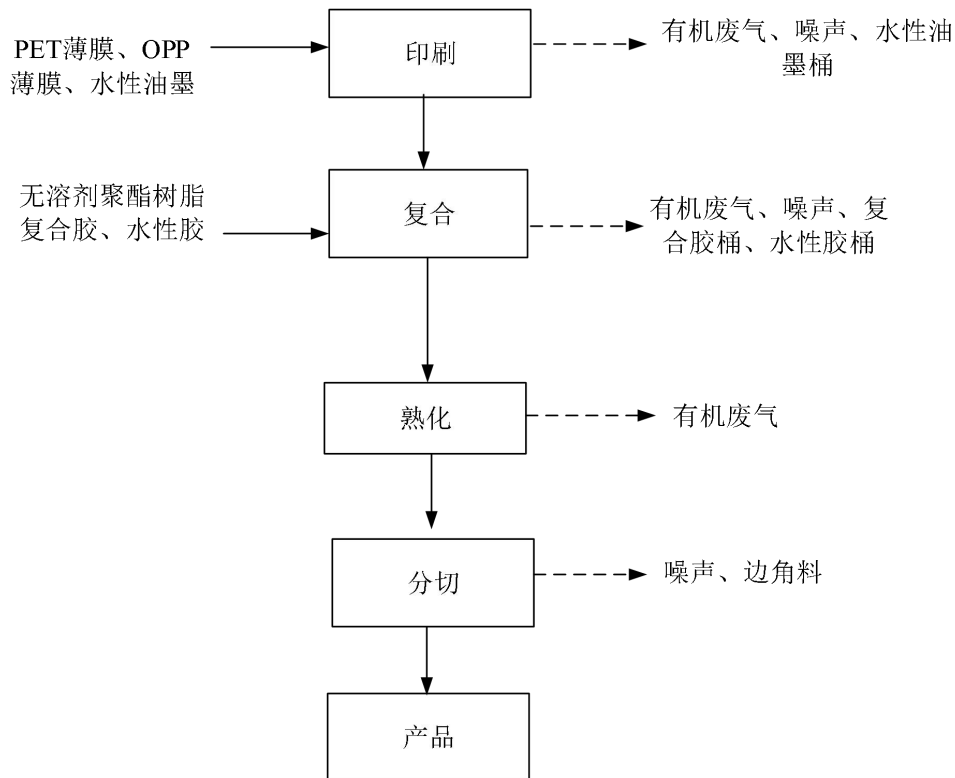 PET薄膜、OPP
薄膜、水性油墨
印刷
有机废气、噪声、水性油
墨桶
无溶剂聚酯树脂
复合胶、水性胶
复合
有机废气、噪声、复
合胶桶、水性胶桶
熟化
有机废气
分切
噪声、边角料
产品